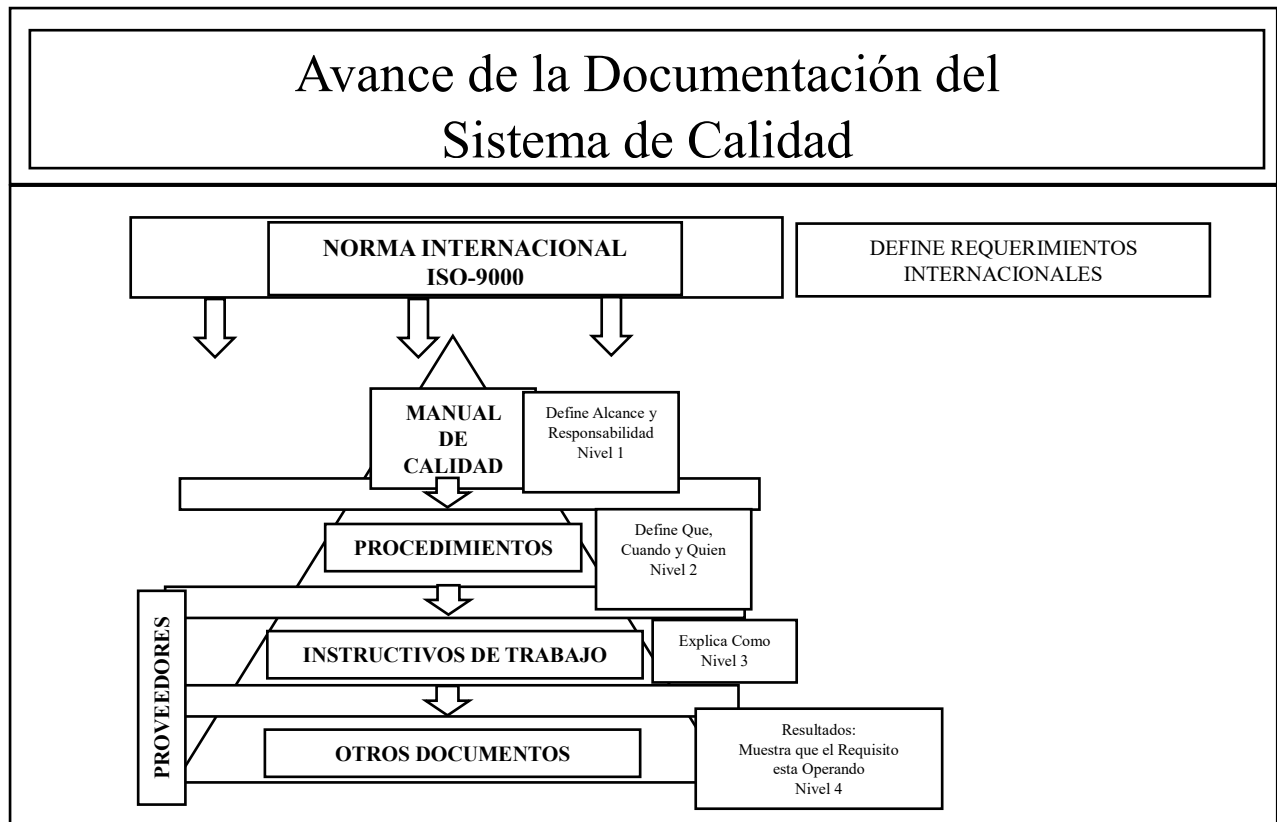 Avance de la Documentación del
Sistema de Calidad
NORMA INTERNACIONAL
ISO-9000
DEFINE REQUERIMIENTOS
INTERNACIONALES
MANUAL
DE
CALIDAD
Define Alcance y
Responsabilidad
Nivel 1
PROCEDIMIENTOS
Define Que,
Cuando y Quien
Nivel 2
PROVEEDORES
INSTRUCTIVOS DE TRABAJO
Explica Como
Nivel 3
OTROS DOCUMENTOS
Resultados:
Muestra que el Requisito
esta Operando
Nivel 4